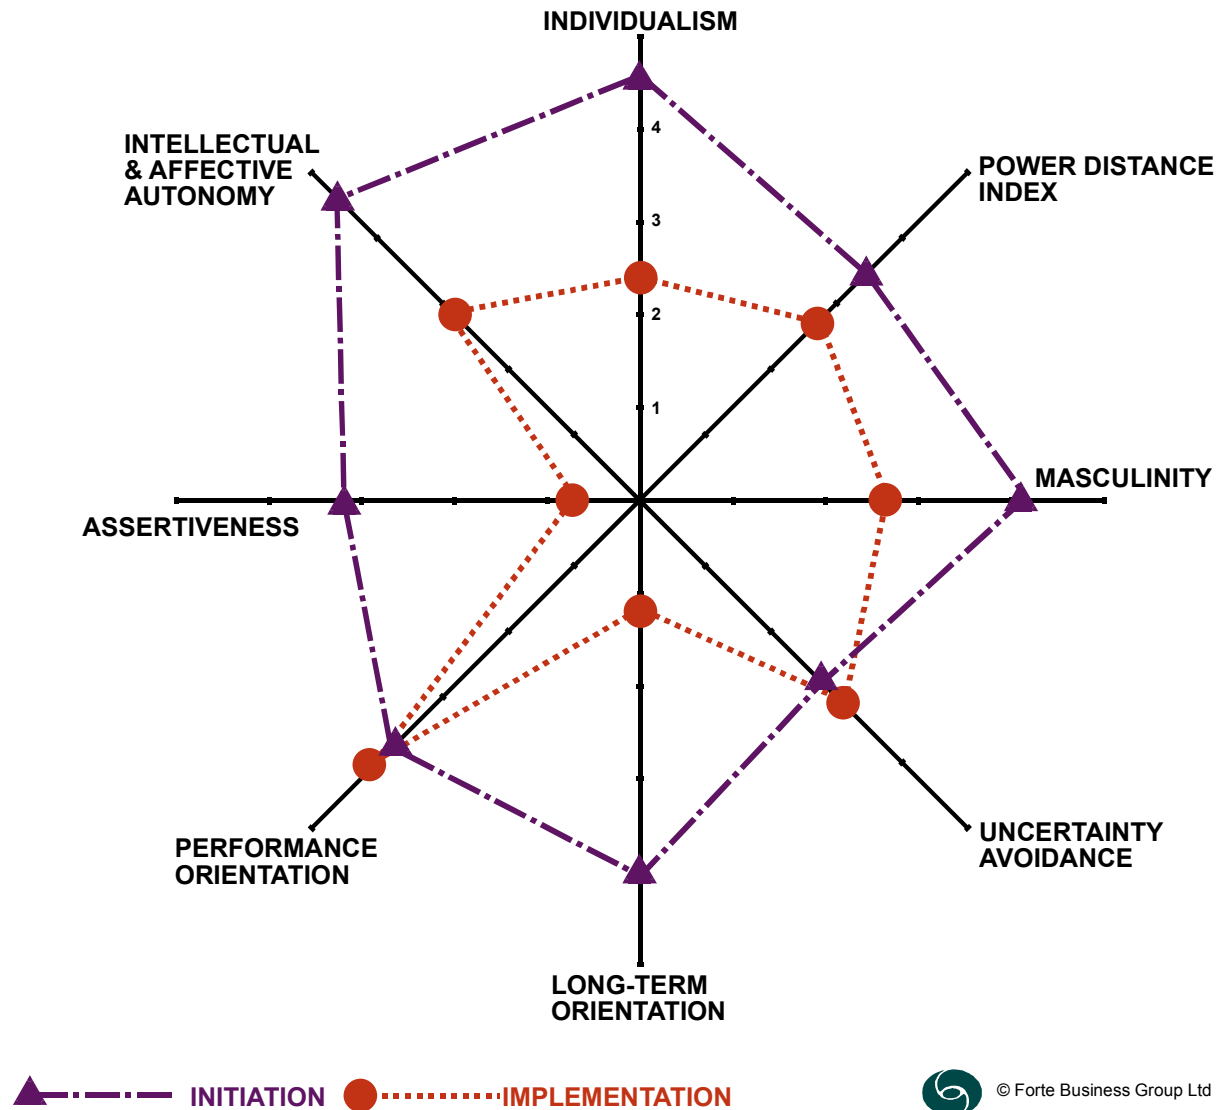 INDIVIDUALISM
4
3
2
1
INTELLECTUAL
& AFFECTIVE
AUTONOMY
POWER DISTANCE
INDEX
MASCULINITY
ASSERTIVENESS
PERFORMANCE
ORIENTATION
UNCERTAINTY
AVOIDANCE
LONG-TERM
ORIENTATION
INITIATION
IMPLEMENTATION
© Forte Business Group Ltd